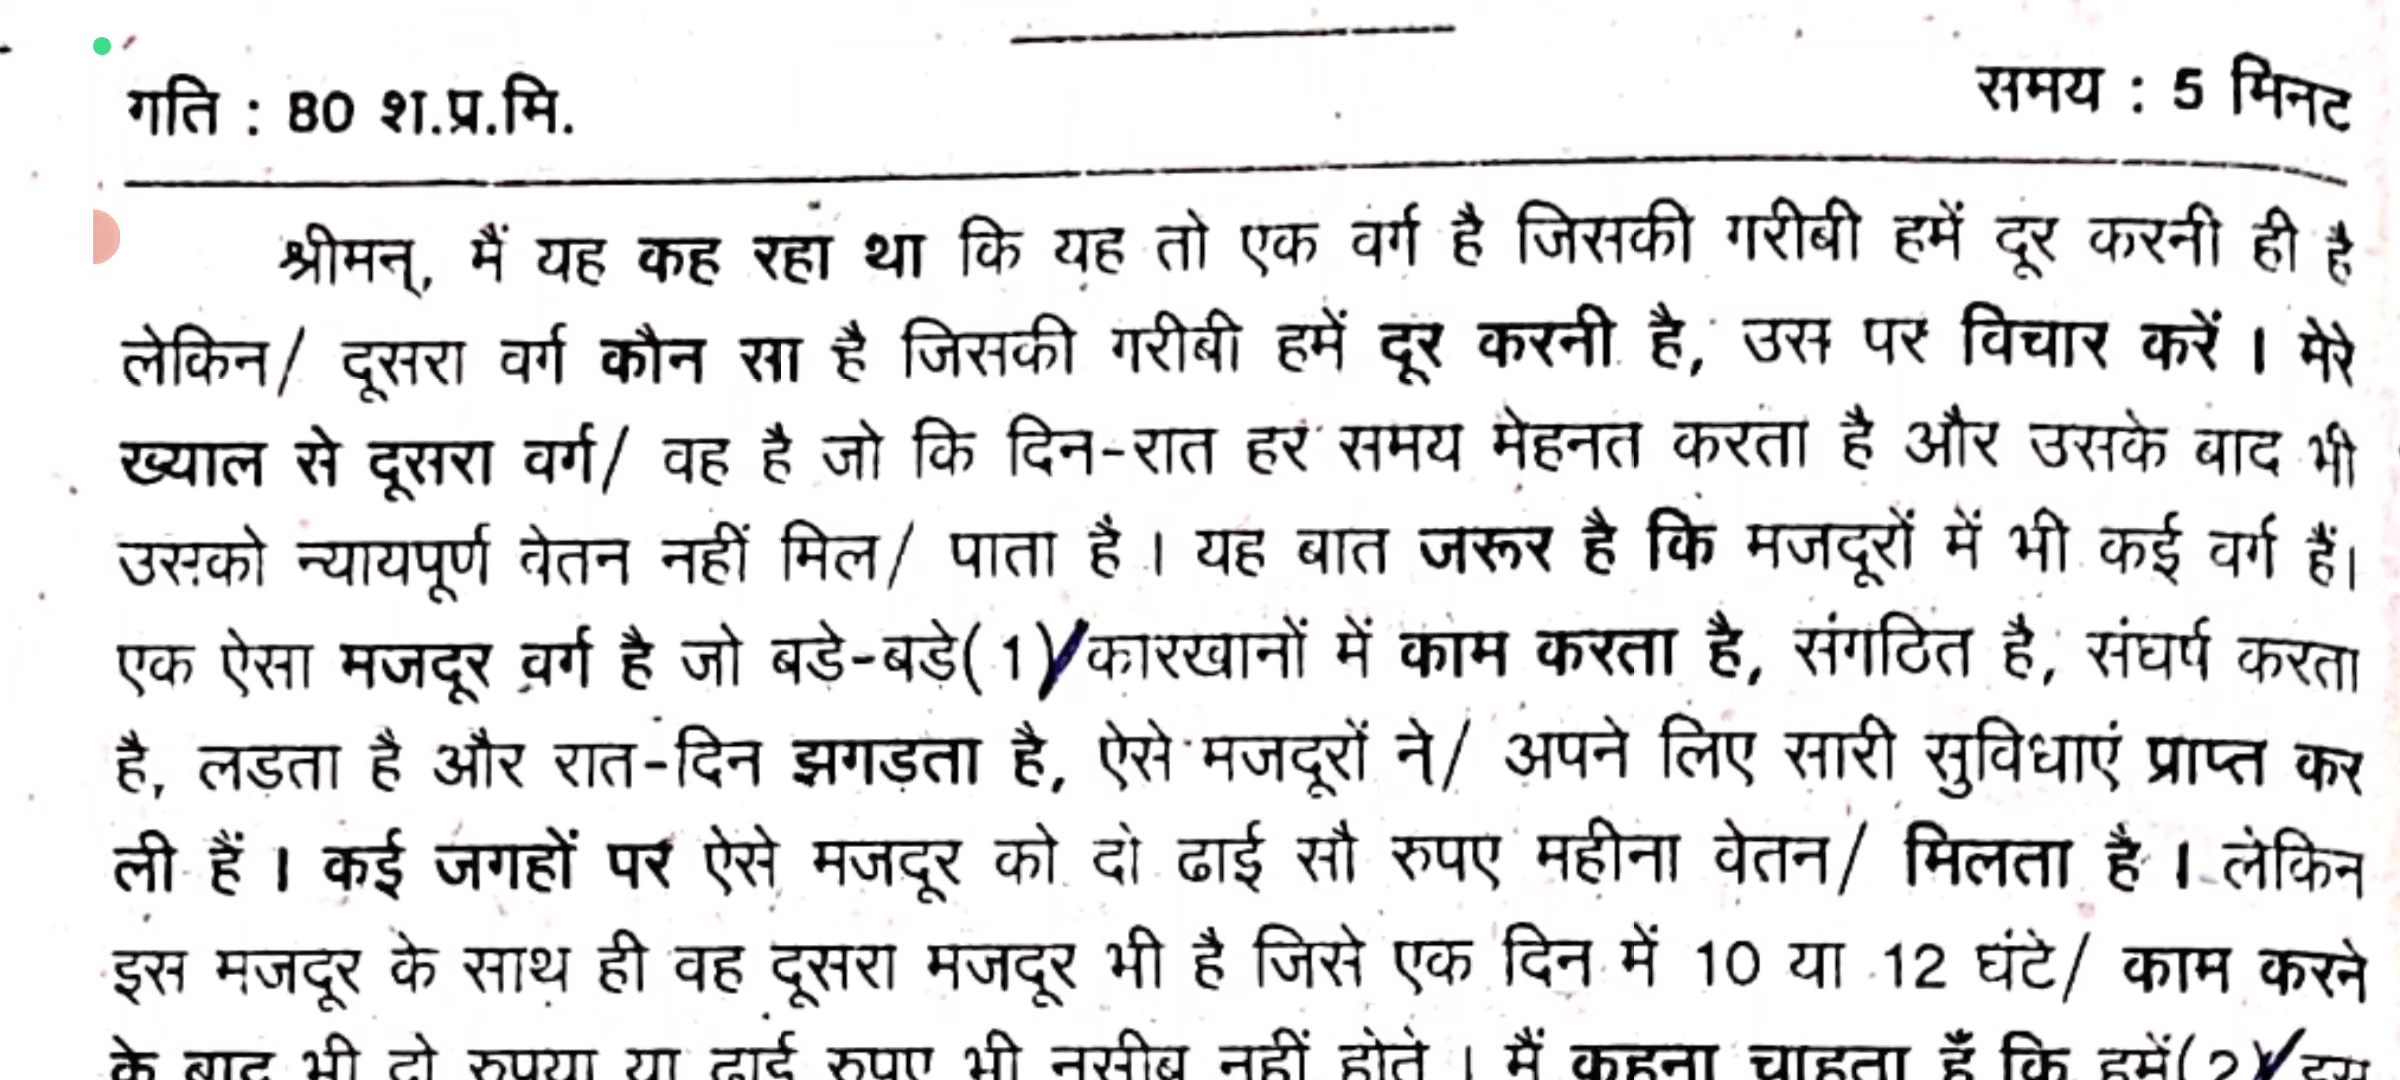 गति : 80 श.प्र.मि.
समय : 5 मिनट
श्रीमन्, मैं यह कह रहा था कि यह तो एक वर्ग है जिसकी गरीबी हमें दूर करनी ही है
लेकिन/ दूसरा वर्ग कौन सा है जिसकी गरीबी हमें दूर करनी है, उस पर विचार करें । मेरे
ख्याल से दूसरा वर्ग/ वह है जो कि दिन-रात हर समय मेहनत करता है और उसके बाद भी
उसको न्यायपूर्ण वेतन नहीं मिल/ पाता है । यह बात जरूर है कि मजदूरों में भी कई वर्ग हैं।
एक ऐसा मजदूर वर्ग है जो बडे-बडे(1)/कारखानों में काम करता है, संगठित है, संघर्ष करता
है, लडता है और रात-दिन झगड़ता है, ऐसे मजदूरों ने/ अपने लिए सारी सुविधाएं प्राप्त कर
ली हैं । कई जगहों पर ऐसे मजदूर को दो ढाई सौ रुपए महीना वेतन/ मिलता है । लेकिन
इस मजदूर के साथ ही वह दूसरा मजदूर भी है जिसे एक दिन में 10 या 12 घंटे/ काम करने
के बाद भी दो रुपया या ढाई रुपए भी नसीब नहीं होते । मैं कहना चाहता हूँ कि हमें(2)/इस